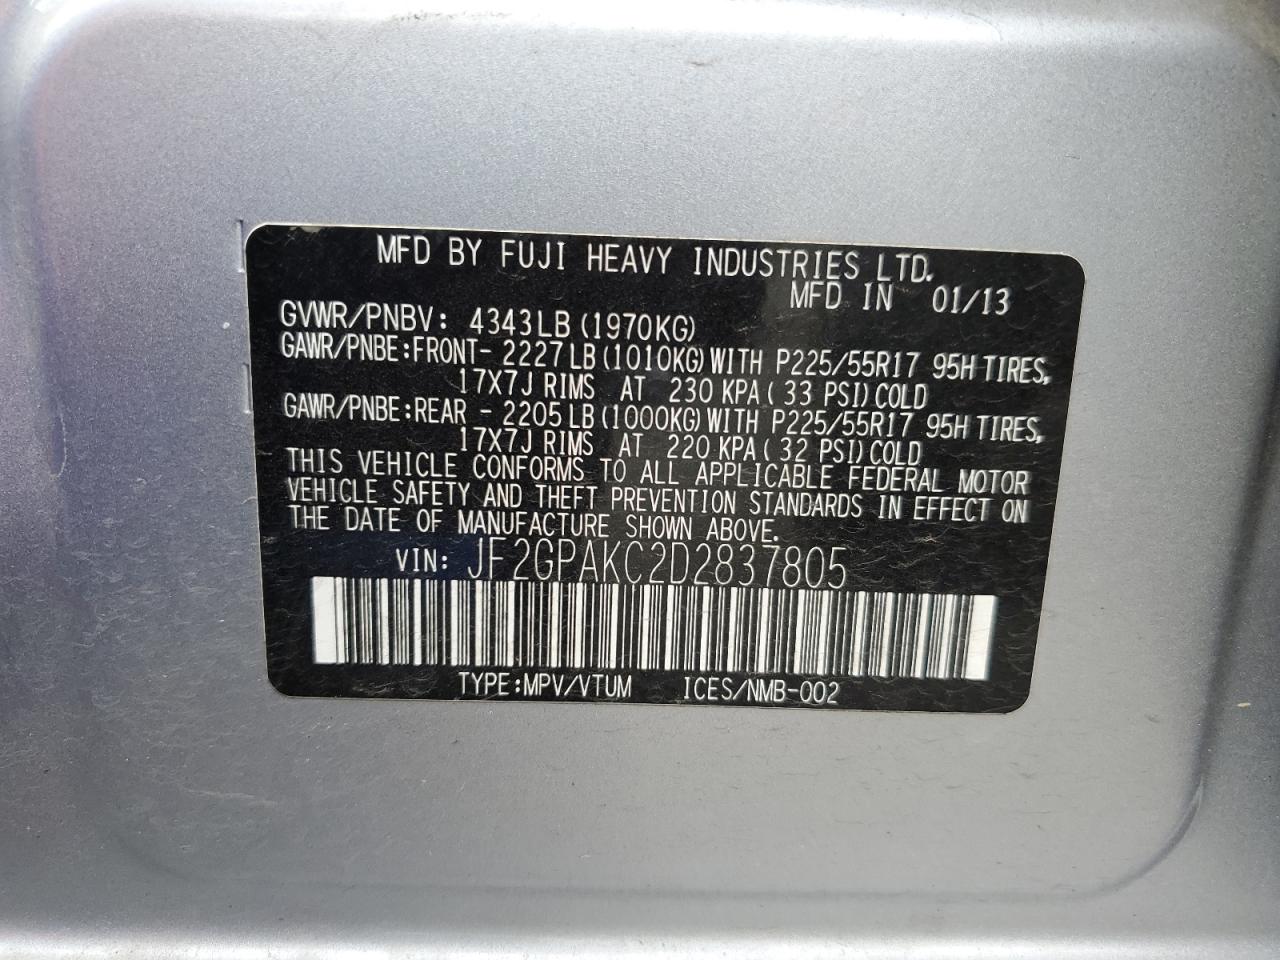 MFD BY FUJI HEAVY INDUSTRIES LTD.
MFD IN 01/13
GVWR/PNBV: 4343LB(1970KG)
GAWR/PNBE:FRONT- 2227LB(1010KG)WITH P225/55R17 95H TIRES,
17X7J RIMS AT 230 KPA( 33 PSI)COLD
GAWR/PNBE:REAR - 2205LB(1000KG)WITH P225/55R17 95H TIRES,
17X7J RIMS AT 220 KPA( 32 PSI)COLD
THIS VEHICLE CONFORMS TO ALL APPLICABLE FEDERAL MOTOR
VEHICLE SAFETY AND THEFT PREVENTION STANDARDS IN EFFECT ON
THE DATE OF MANUFACTURE SHOWN ABOVE.
VIN: JF2GPAKC2D2837805
TYPE:MPV/VTUM ICES/NMB-002